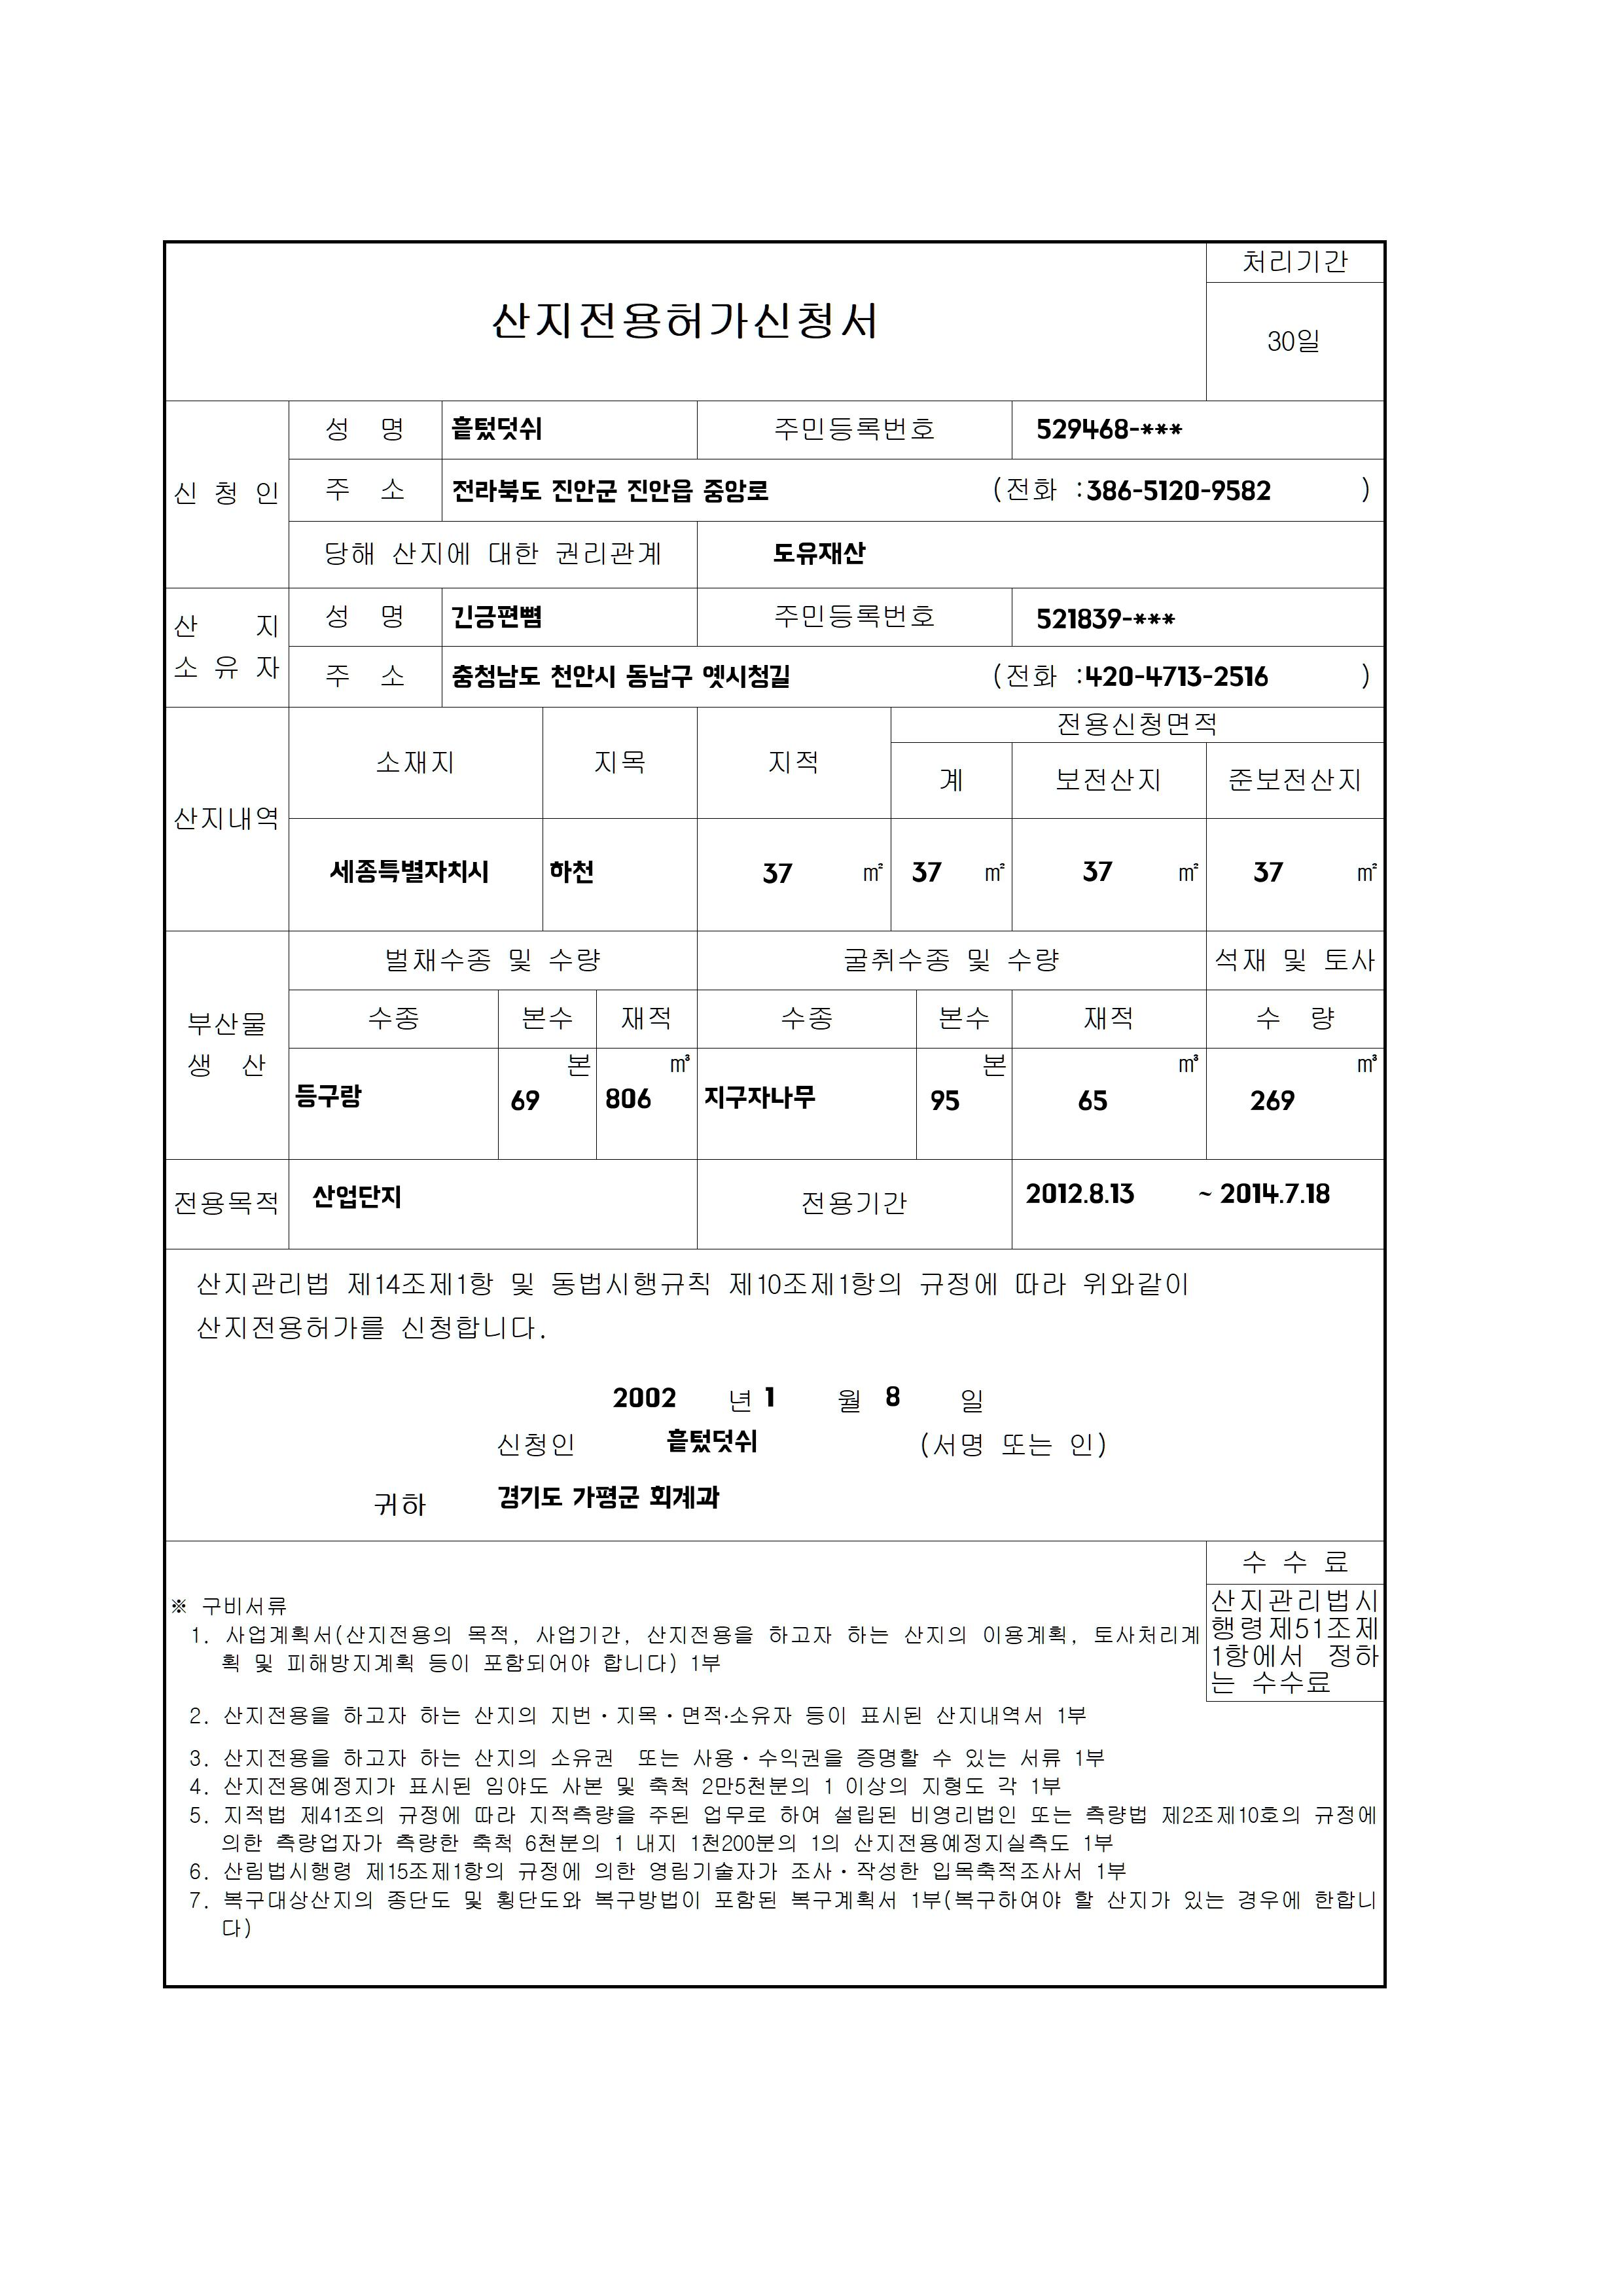 처리기간
산지전용허가신청서
30일
신 청 인
성 명 흩텄덧쉬 주민등록번호 529468-***
주 소 전라북도 진안군 진안읍 중앙로 (전화 :386-5120-9582 )
당해 산지에 대한 권리관계 도유재산
산 지
소 유 자
성 명 긴긍편뼘 주민등록번호 521839-***
주 소 충청남도 천안시 동남구 옛시청길 (전화 :420-4713-2516 )
산지내역
소재지 지목 지적 전용신청면적
계 보전산지 준보전산지
세종특별자치시 하천 37 ㎡ 37 ㎡ 37 ㎡ 37 ㎡
부산물
생 산
벌채수종 및 수량 굴취수종 및 수량 석재 및 토사
수종 본수 재적 수종 본수 재적 수 량
본 ㎥ 본 ㎥ ㎥
등구랑 69 806 지구자나무 95 65 269
전용목적 산업단지 전용기간 2012.8.13 ~ 2014.7.18
산지관리법 제14조제1항 및 동법시행규칙 제10조제1항의 규정에 따라 위와같이
산지전용허가를 신청합니다.
2002 년 1 월 8 일
신청인 흩텄덧쉬 (서명 또는 인)
귀하 경기도 가평군 회계과
수 수 료
산지관리법시
행령제51조제
1항에서 정하
는 수수료
※ 구비서류
1. 사업계획서(산지전용의 목적, 사업기간, 산지전용을 하고자 하는 산지의 이용계획, 토사처리계
획 및 피해방지계획 등이 포함되어야 합니다) 1부
2. 산지전용을 하고자 하는 산지의 지번·지목·면적·소유자 등이 표시된 산지내역서 1부
3. 산지전용을 하고자 하는 산지의 소유권 또는 사용·수익권을 증명할 수 있는 서류 1부
4. 산지전용예정지가 표시된 임야도 사본 및 축척 2만5천분의 1 이상의 지형도 각 1부
5. 지적법 제41조의 규정에 따라 지적측량을 주된 업무로 하여 설립된 비영리법인 또는 측량법 제2조제10호의 규정에
의한 측량업자가 측량한 축척 6천분의 1 내지 1천200분의 1의 산지전용예정지실측도 1부
6. 산림법시행령 제15조제1항의 규정에 의한 영림기술자가 조사·작성한 입목축적조사서 1부
7. 복구대상산지의 종단도 및 횡단도와 복구방법이 포함된 복구계획서 1부(복구하여야 할 산지가 있는 경우에 한합니
다)